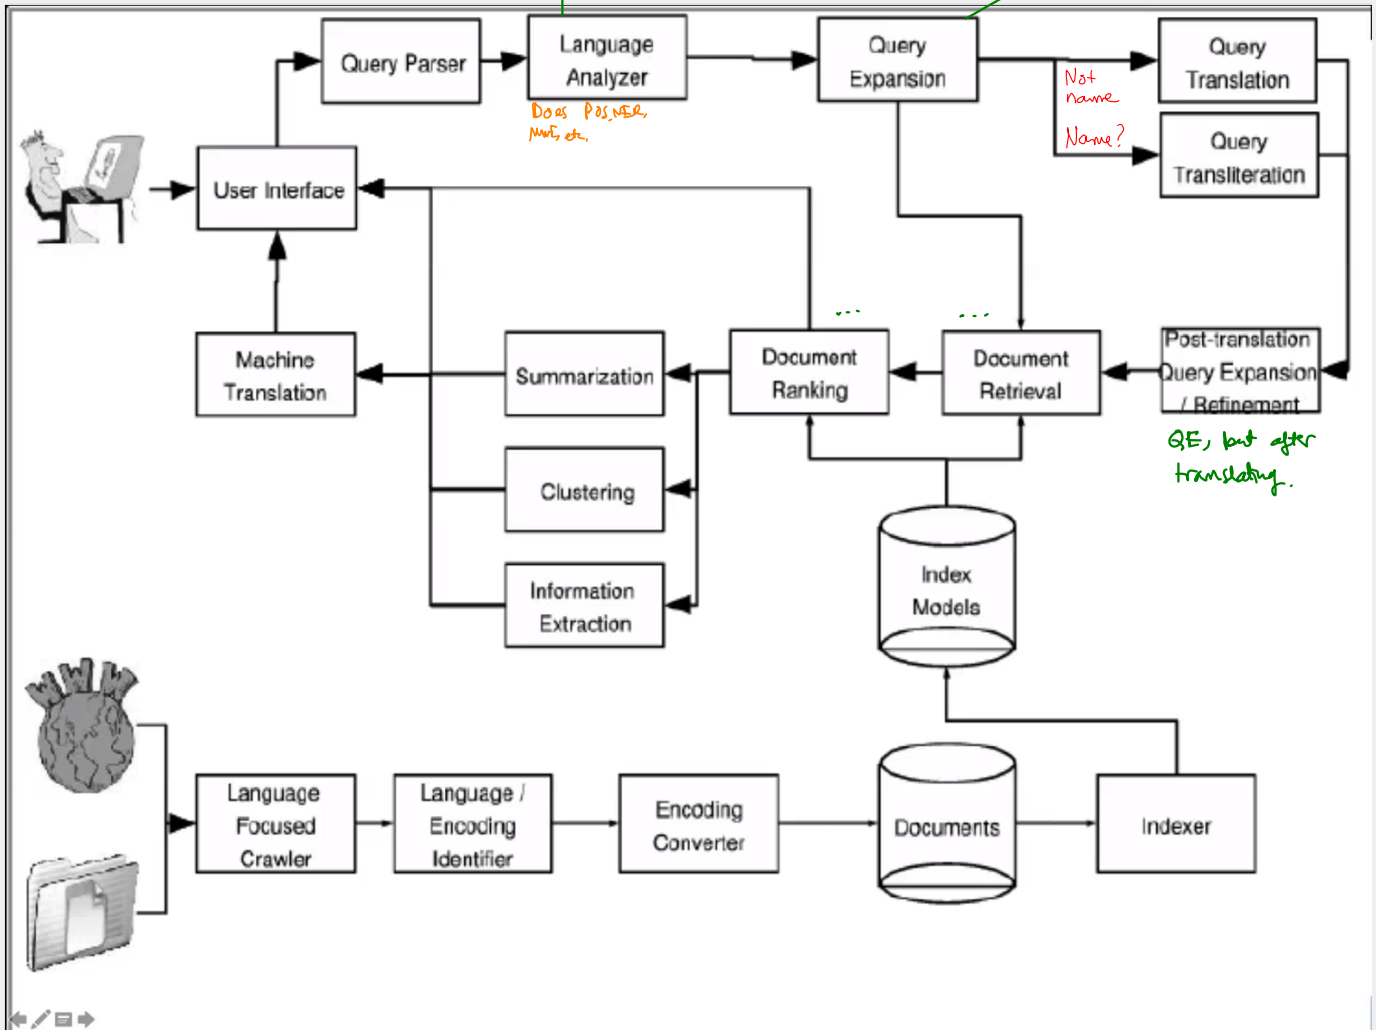 Query Parser
Language
Analyzer
Does POS, NER,
etc.
Query
Expansion
Not
name
Name?
Query
Translation
Query
Transliteration
User Interface
Machine
Translation
Summarization
Clustering
Information
Extraction
...
Document
Ranking
...
Document
Retrieval
Post-translation
Query Expansion
/ Refinement
QE, but after
translating.
Index
Models
Language
Focused
Crawler
Language /
Encoding
Identifier
Encoding
Converter
Documents
Indexer